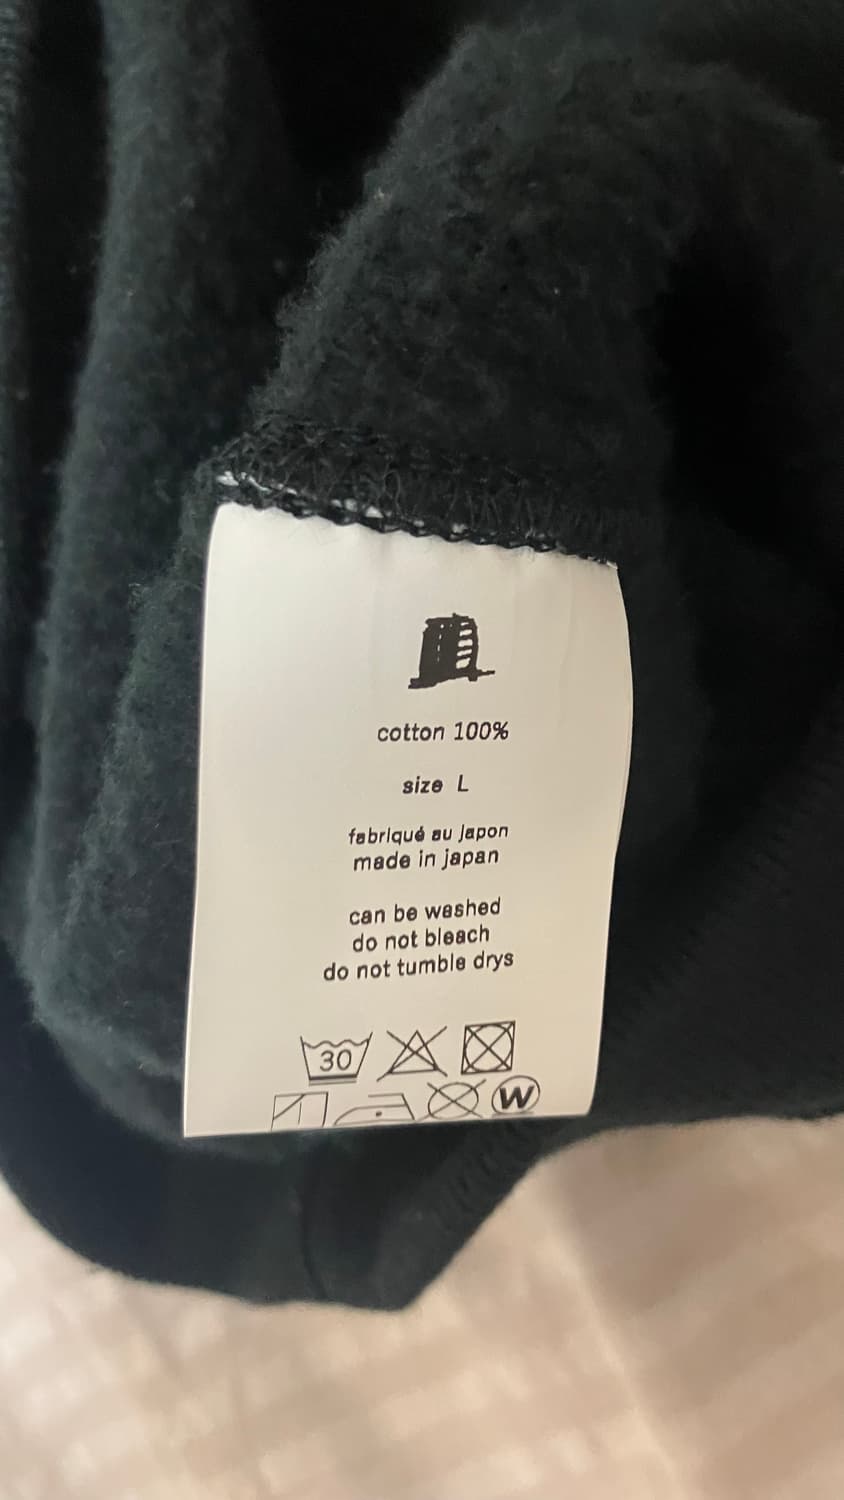 cotton 100%
size L
fabriqué au japon
made in japan
can be washed
do not bleach
do not tumble drys
30
W